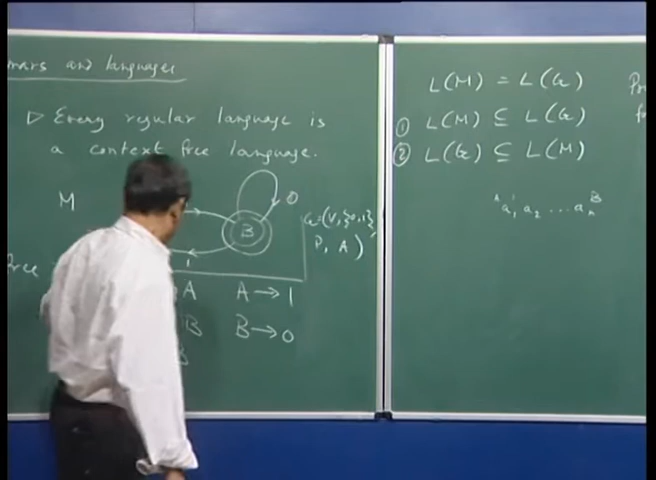 mars and languages
▷ Every regular language is
a context free language.
M
B
0
1
G=(V,{0,1},
P, A)
free
A A → 1
B B → 0
L(M) = L(G)
① L(M) ⊆ L(G)
② L(G) ⊆ L(M)
A B
a₁ a₂ ... aₙ